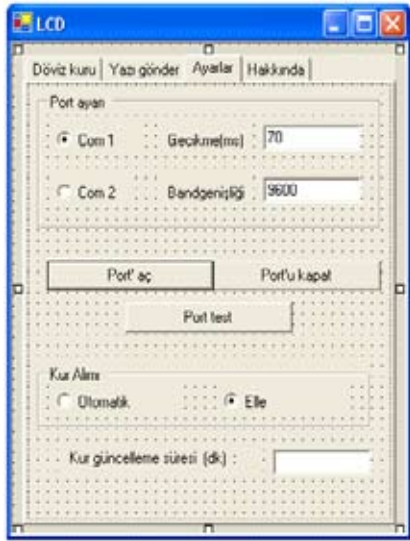 LCD
Döviz kuru Yazı gönder Ayarlar Hakkında
Port ayarı
Com 1 Gecikme(ms) 70
Com 2 Bandgenişliği 9600
Port' aç Port'u kapat
Port test
Kur Alımı
Otomatik Elle
Kur güncelleme süresi (dk) :